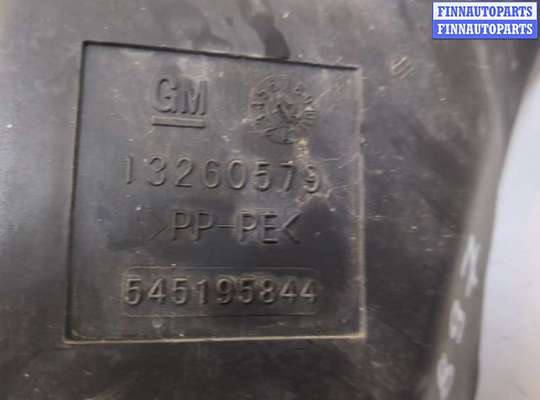 FINNAUTOPARTS
FINNAUTOPARTS
GM
13260579
>PP-PE<
545195844